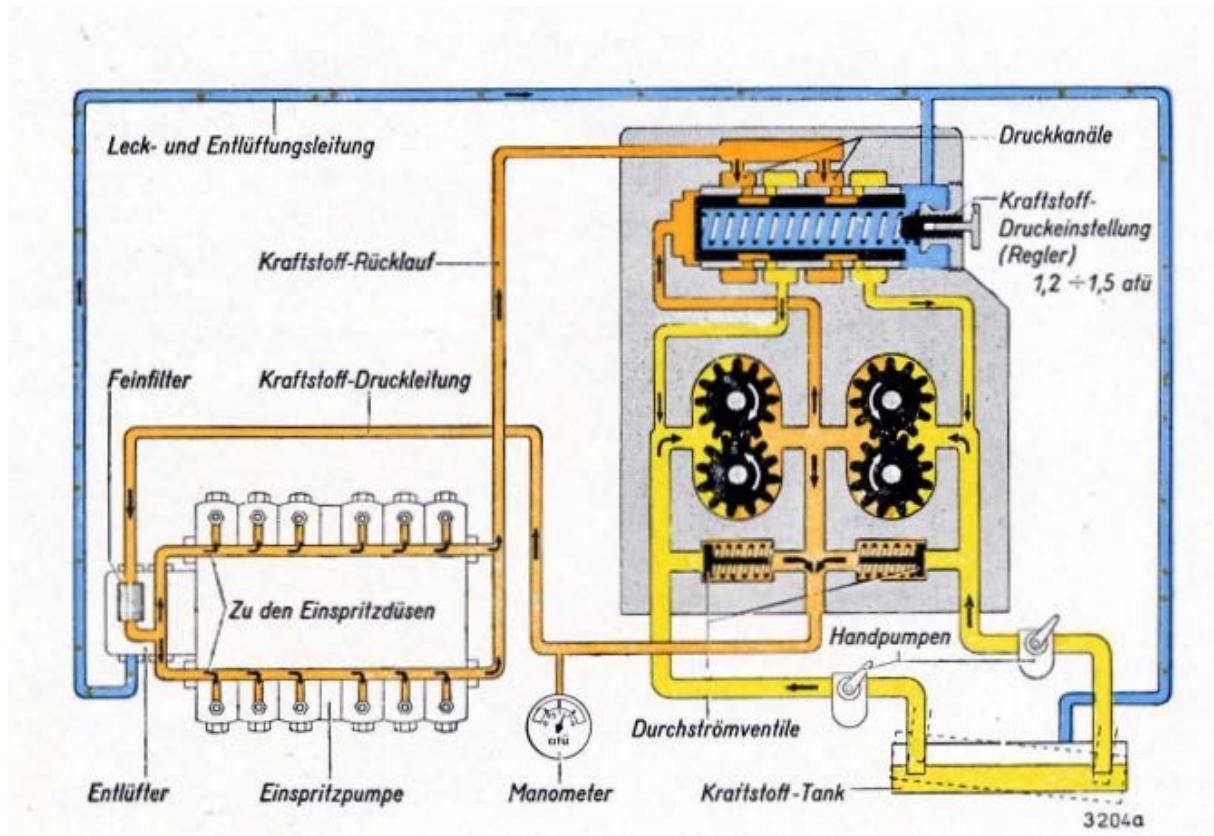 Leck- und Entlüftungsleitung
Druckkanäle
Kraftstoff-
Druckeinstellung
(Regler)
1,2 ÷ 1,5 atü
Kraftstoff-Rücklauf
Feinfilter
Kraftstoff-Druckleitung
Zu den Einspritzdüsen
Handpumpen
atü
Durchströmventile
Entlüfter
Einspritzpumpe
Manometer
Kraftstoff-Tank
3204a